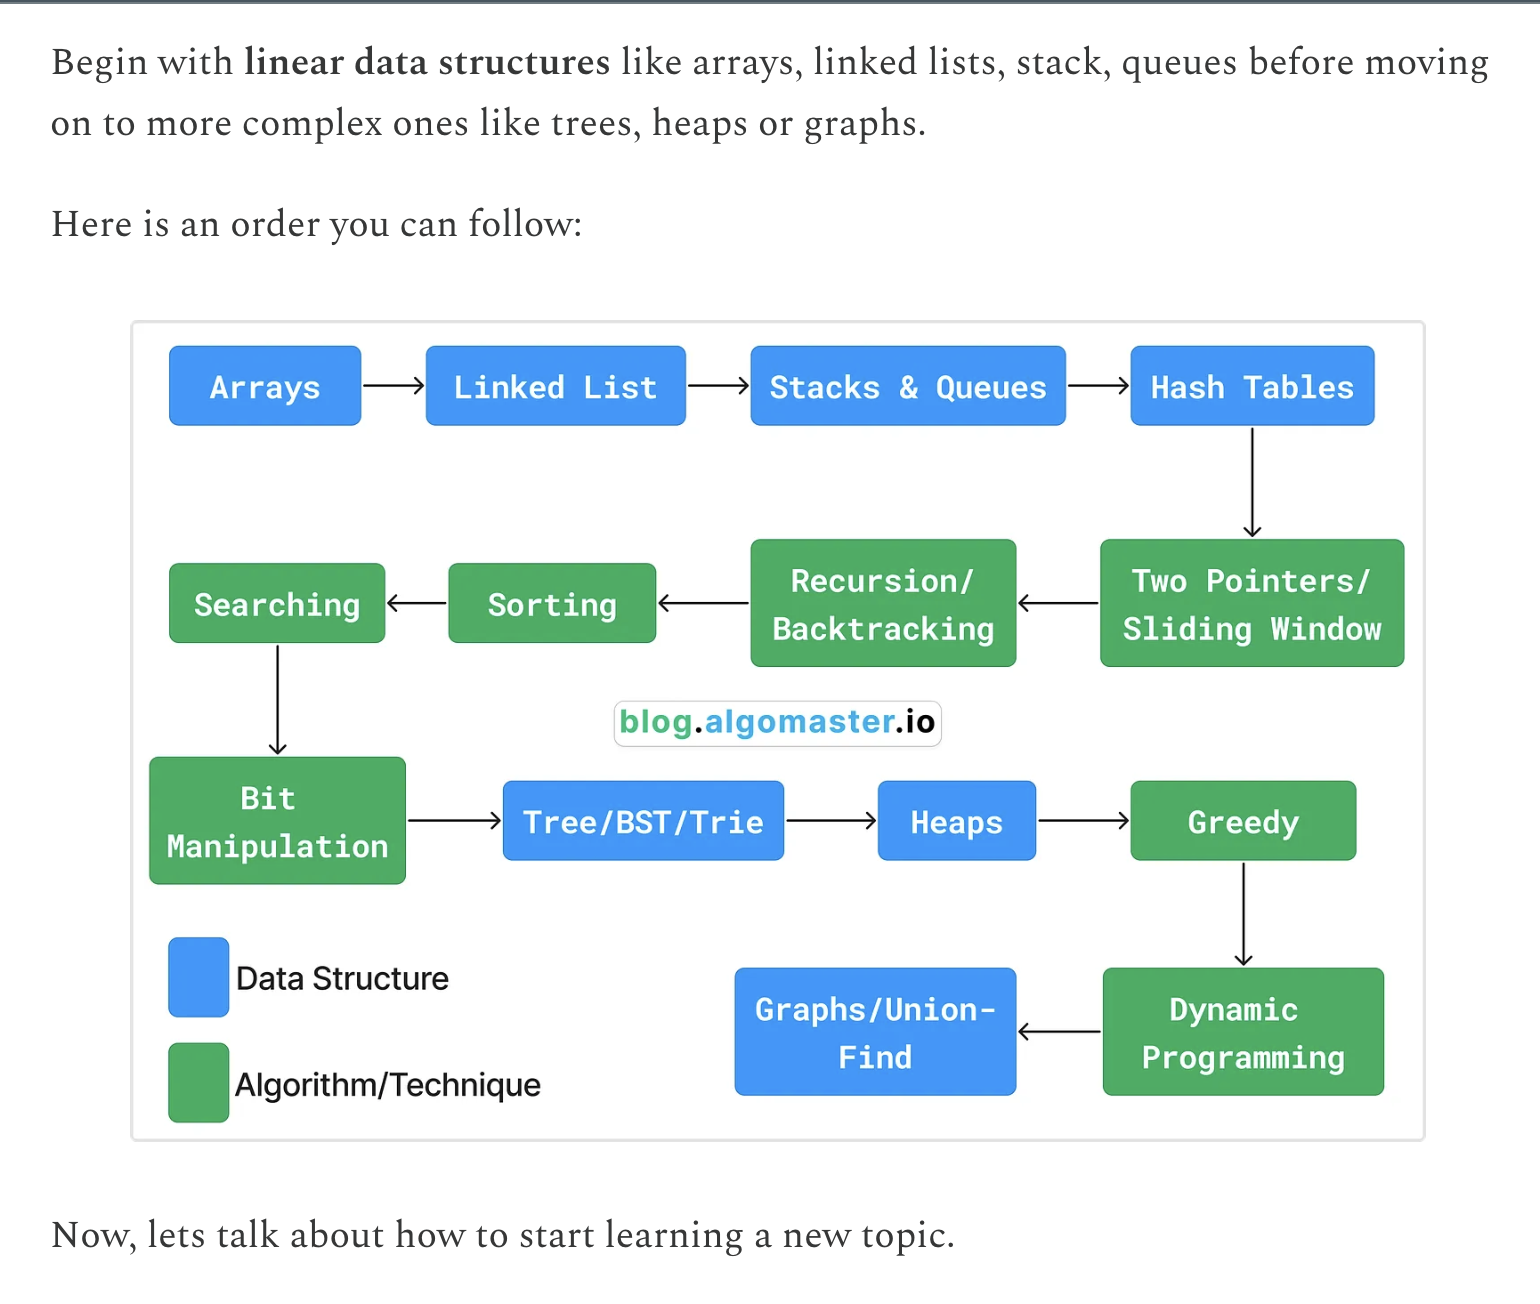 Begin with linear data structures like arrays, linked lists, stack, queues before moving
on to more complex ones like trees, heaps or graphs.
Here is an order you can follow:
Arrays
Linked List
Stacks & Queues
Hash Tables
Two Pointers/
Sliding Window
Recursion/
Backtracking
Sorting
Searching
blog.algomaster.io
Bit
Manipulation
Tree/BST/Trie
Heaps
Greedy
Dynamic
Programming
Graphs/Union-
Find
Data Structure
Algorithm/Technique
Now, lets talk about how to start learning a new topic.